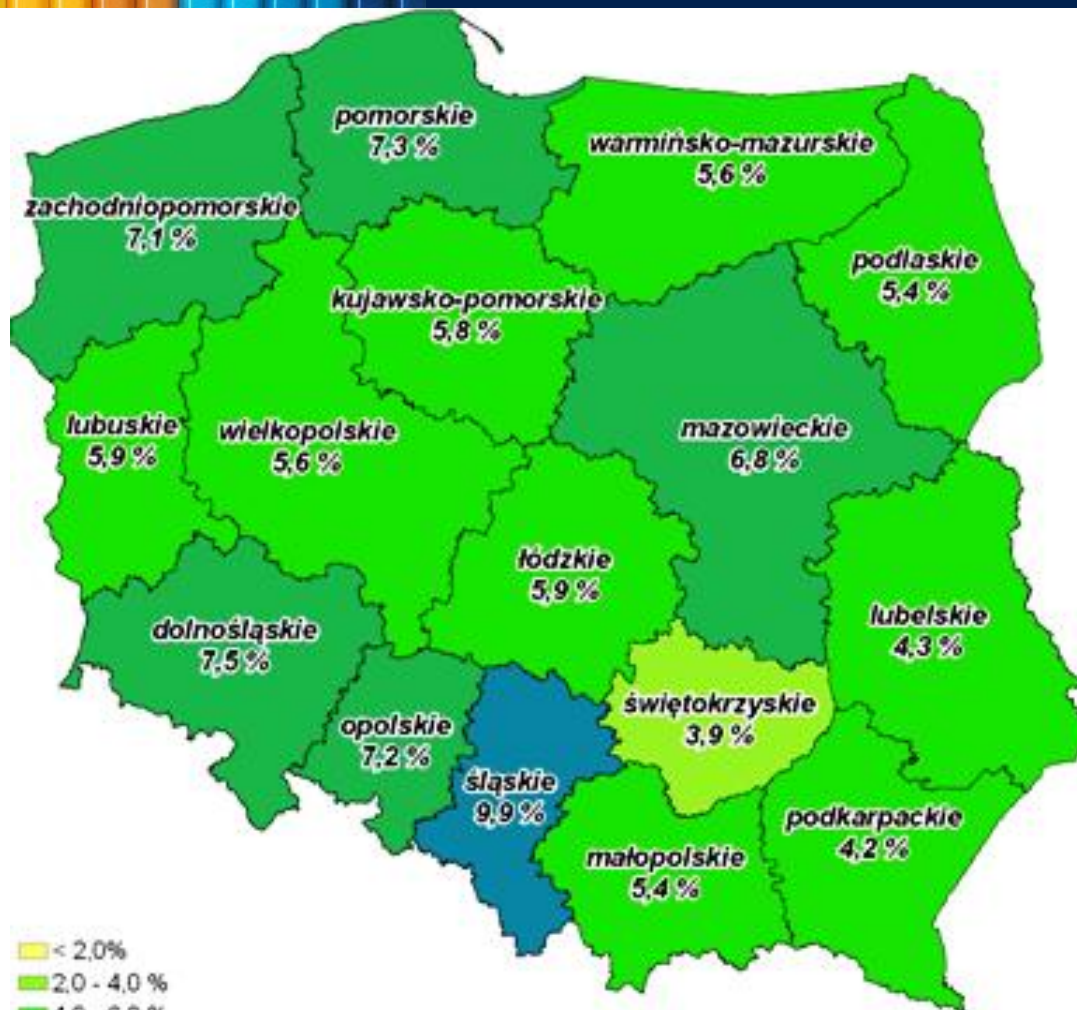 pomorskie
7,3 %
warmińsko-mazurskie
5,6 %
zachodniopomorskie
7,1 %
podlaskie
5,4 %
kujawsko-pomorskie
5,8 %
lubuskie
5,9 %
wielkopolskie
5,6 %
mazowieckie
6,8 %
łódzkie
5,9 %
lubelskie
4,3 %
dolnośląskie
7,5 %
opolskie
7,2 %
świętokrzyskie
3,9 %
śląskie
9,9 %
podkarpackie
4,2 %
małopolskie
5,4 %
< 2,0%
2,0 - 4,0 %